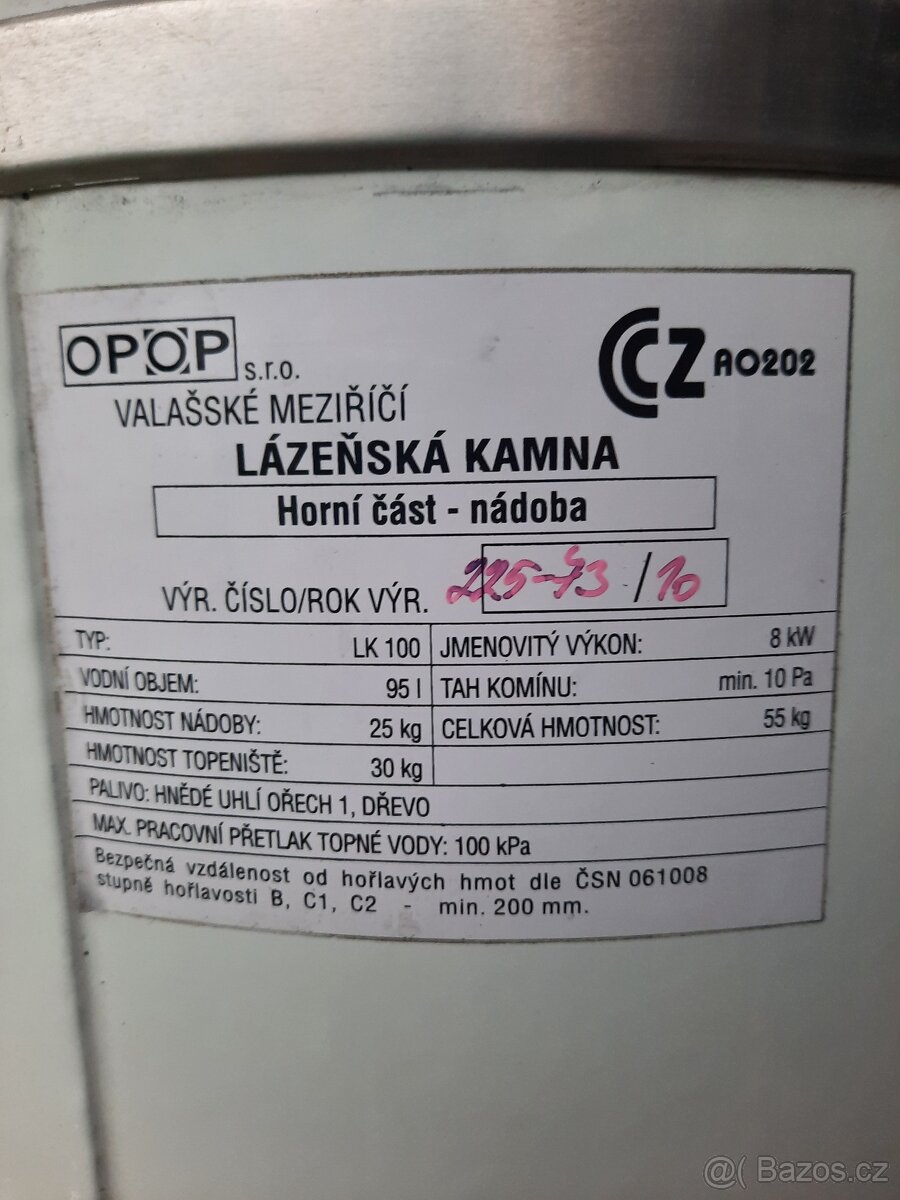 OPOP s.r.o.
CCZ AO202
VALAŠSKÉ MEZIŘÍČÍ
LÁZEŇSKÁ KAMNA
Horní část - nádoba
VÝR. ČÍSLO/ROK VÝR. /10
TYP: LK 100 JMENOVITÝ VÝKON: 8 kW
VODNÍ OBJEM: 95 l TAH KOMÍNU: min. 10 Pa
HMOTNOST NÁDOBY: 25 kg CELKOVÁ HMOTNOST: 55 kg
HMOTNOST TOPENIŠTĚ: 30 kg
PALIVO: HNĚDÉ UHLÍ OŘECH 1, DŘEVO
MAX. PRACOVNÍ PŘETLAK TOPNÉ VODY: 100 kPa
Bezpečná vzdálenost od hořlavých hmot dle ČSN 061008
stupně hořlavosti B, C1, C2 - min. 200 mm.
@( Bazos.cz